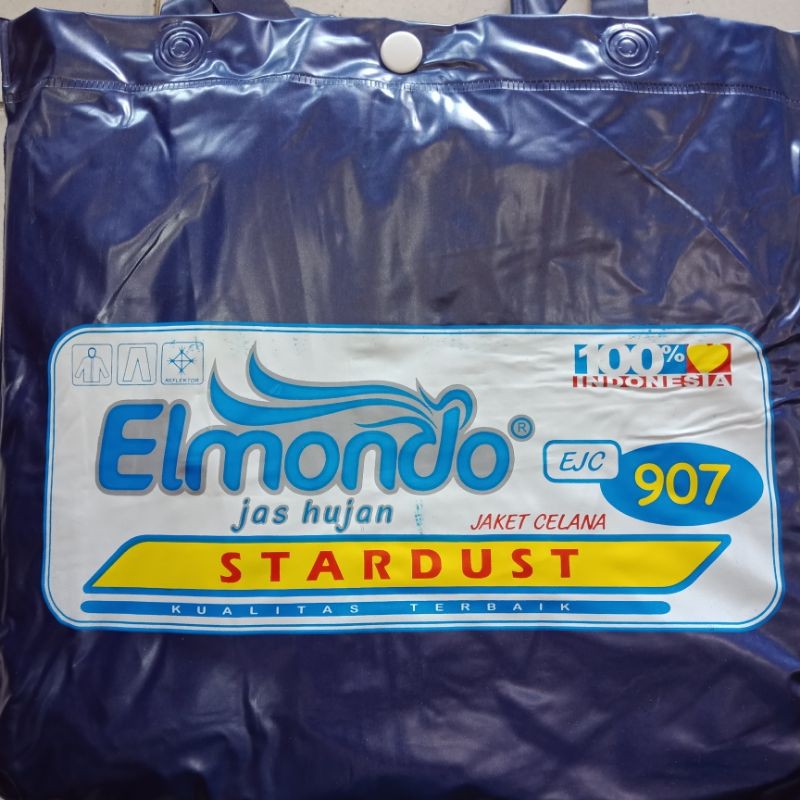 REFLEKTOR
100%
INDONESIA
Elmondo®
jas hujan
EJC
907
JAKET CELANA
STARDUST
KUALITAS TERBAIK